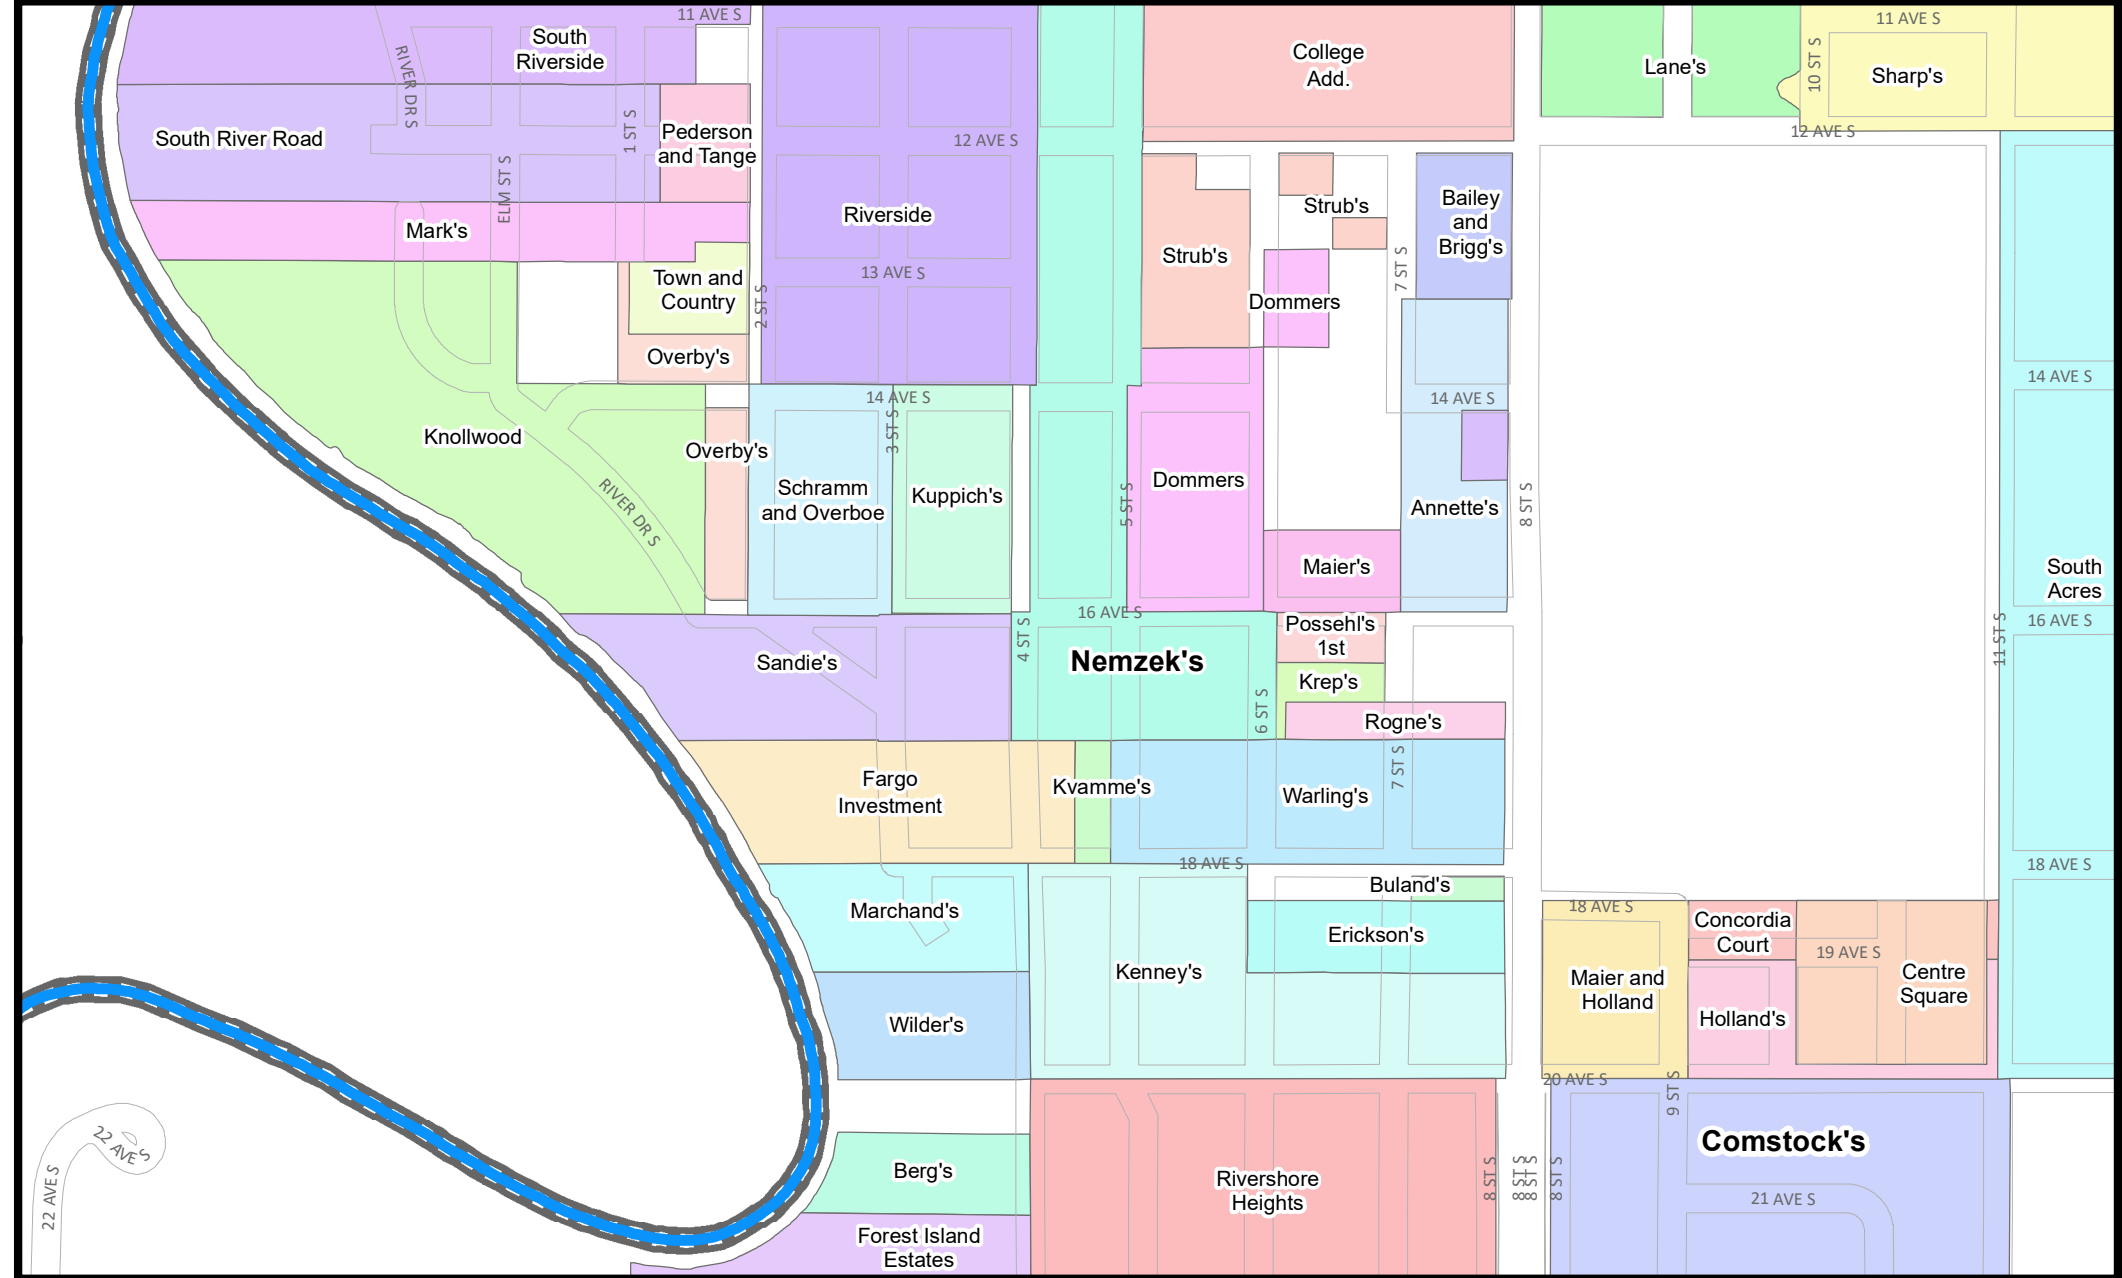 11 AVE S
11 AVE S
South
Riverside
College
Add.
Lane's
10 ST S
Sharp's
RIVER DR S
South River Road
1 ST S
Pederson
and Tange
12 AVE S
12 AVE S
ELM ST S
Mark's
Riverside
Strub's
Strub's
Bailey
and
Brigg's
7 ST S
Town and
Country
13 AVE S
2 ST S
Dommers
Overby's
14 AVE S
14 AVE S
14 AVE S
Knollwood
3 ST S
Overby's
RIVER DR S
Schramm
and Overboe
Kuppich's
5 ST S
Dommers
Annette's
8 ST S
Maier's
South
Acres
16 AVE S
16 AVE S
4 ST S
Possehl's
1st
11 ST S
Sandie's
Nemzek's
Krep's
6 ST S
Rogne's
7 ST S
Fargo
Investment
Kvamme's
Warling's
18 AVE S
18 AVE S
Buland's
Marchand's
Erickson's
18 AVE S
Concordia
Court
19 AVE S
Kenney's
Maier and
Holland
Centre
Square
Wilder's
Holland's
20 AVE S
9 ST S
22 AVE S
22 AVE S
Comstock's
Berg's
Rivershore
Heights
8 ST S
8 ST S
8 ST S
8 ST S
21 AVE S
Forest Island
Estates